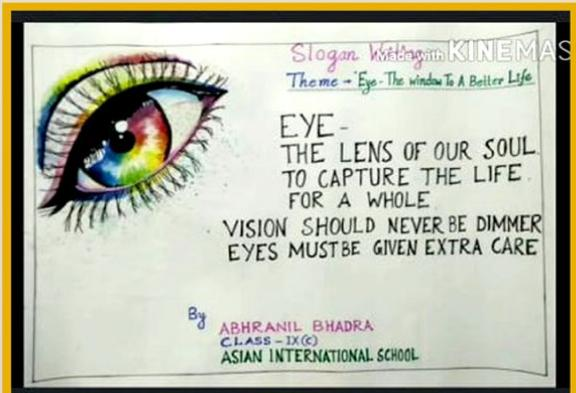 Slogan Writing
Made with KINEMAS
Theme - "Eye - The window To A Better Life
EYE -
THE LENS OF OUR SOUL
TO CAPTURE THE LIFE
FOR A WHOLE
VISION SHOULD NEVER BE DIMMER
EYES MUST BE GIVEN EXTRA CARE
By
ABHRANIL BHADRA
CLASS - IX(C)
ASIAN INTERNATIONAL SCHOOL